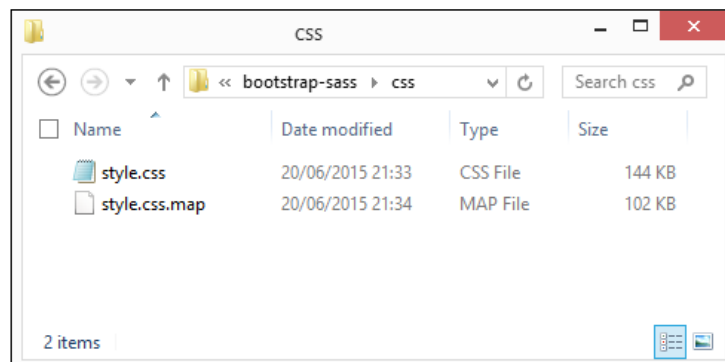 css
« bootstrap-sass css Search css
Name Date modified Type Size
style.css 20/06/2015 21:33 CSS File 144 KB
style.css.map 20/06/2015 21:34 MAP File 102 KB
2 items